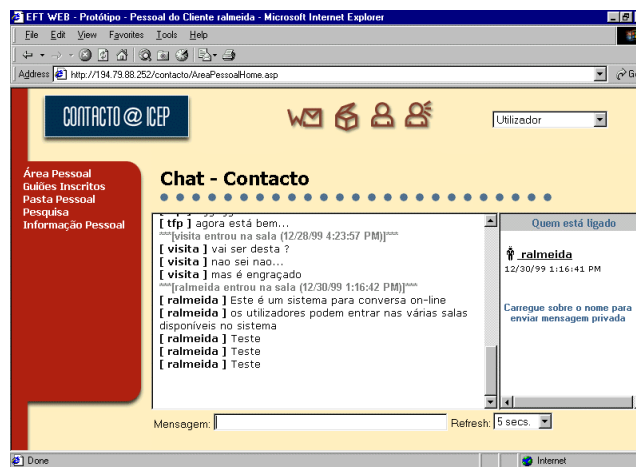 EFT WEB - Protótipo - Pessoal do Cliente ralmeida - Microsoft Internet Explorer
File Edit View Favorites Tools Help
Address http://194.79.88.252/contacto/AreaPessoalHome.asp
CONTACTO @ ICEP
Utilizador
Área Pessoal
Guiões Inscritos
Pasta Pessoal
Pesquisa
Informação Pessoal
Chat - Contacto
[ tfp ] agora está bem...
***[visita entrou na sala (12/28/99 4:23:57 PM)]***
[ visita ] vai ser desta ?
[ visita ] nao sei nao...
[ visita ] mas é engraçado
***[ralmeida entrou na sala (12/30/99 1:16:42 PM)]***
[ ralmeida ] Este é um sistema para conversa on-line
[ ralmeida ] os utilizadores podem entrar nas várias salas
disponíveis no sistema
[ ralmeida ] Teste
[ ralmeida ] Teste
[ ralmeida ] Teste
Quem está ligado
ralmeida
12/30/99 1:16:41 PM
Carregue sobre o nome para
enviar mensagem privada
Mensagem:
Refresh: 5 secs.
Done
Internet